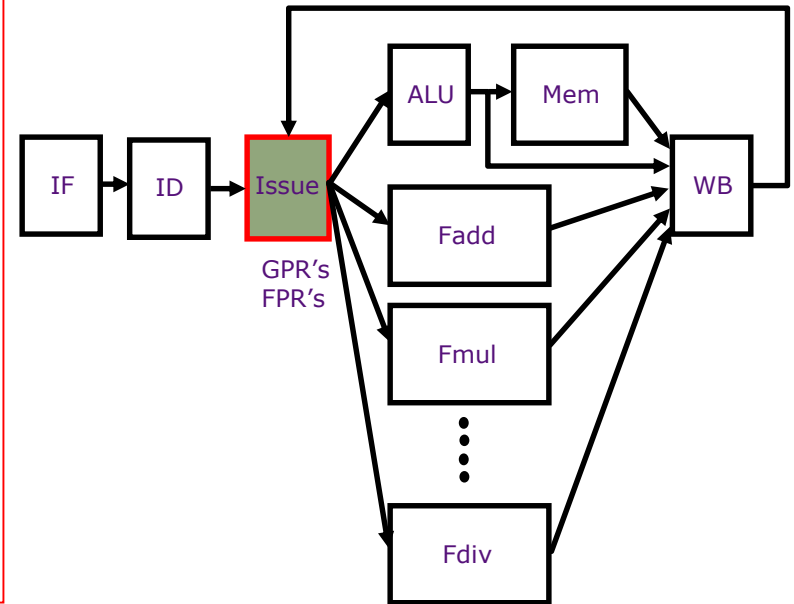 IF
ID
Issue
GPR's
FPR's
ALU
Mem
Fadd
Fmul
Fdiv
WB